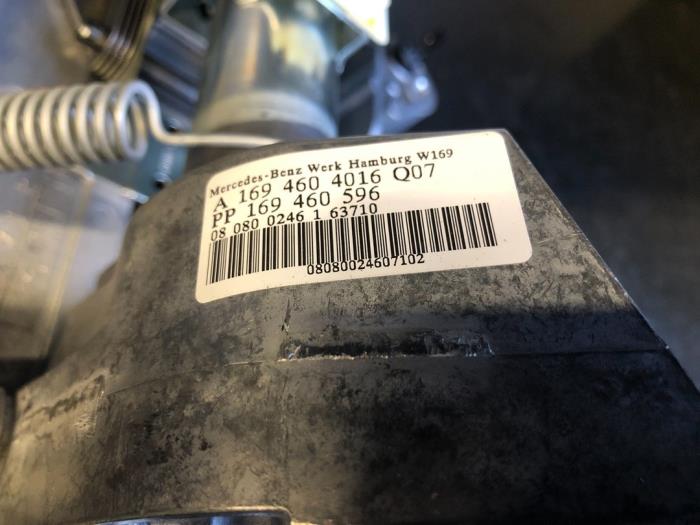 Mercedes-Benz Werk Hamburg W169
A 169 460 4016 Q07
PP 169 460 596
08 080 0246 1 63710
08080024607102